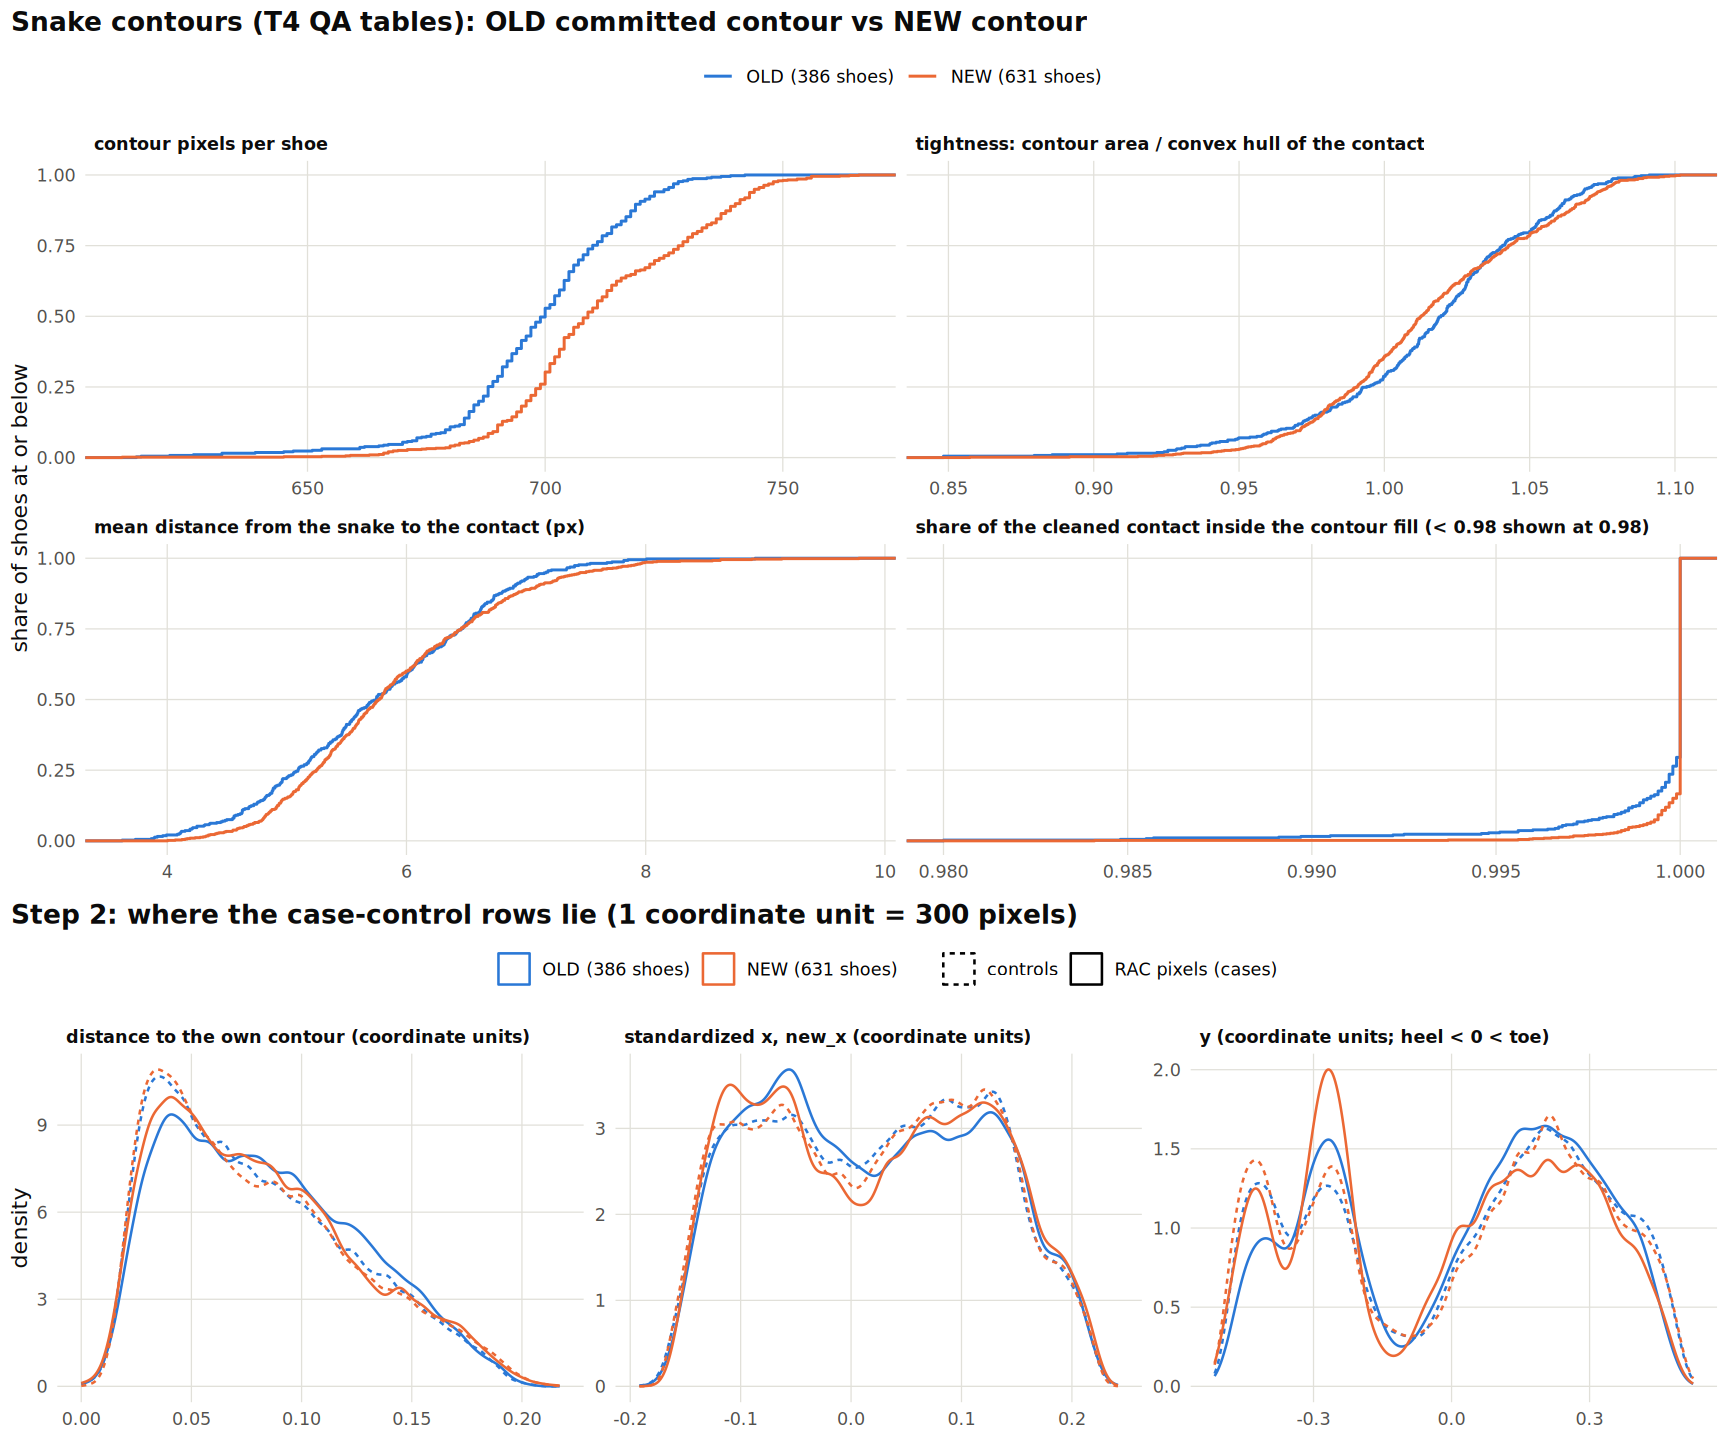 Snake contours (T4 QA tables): OLD committed contour vs NEW contour
OLD (386 shoes) NEW (631 shoes)
contour pixels per shoe
tightness: contour area / convex hull of the contact
share of shoes at or below
1.00
0.75
0.50
0.25
0.00
650 700 750
0.85 0.90 0.95 1.00 1.05 1.10
mean distance from the snake to the contact (px)
share of the cleaned contact inside the contour fill (< 0.98 shown at 0.98)
1.00
0.75
0.50
0.25
0.00
4 6 8 10
0.980 0.985 0.990 0.995 1.000
Step 2: where the case-control rows lie (1 coordinate unit = 300 pixels)
OLD (386 shoes) NEW (631 shoes) controls RAC pixels (cases)
distance to the own contour (coordinate units)
standardized x, new_x (coordinate units)
y (coordinate units; heel < 0 < toe)
density
9
6
3
0
0.00 0.05 0.10 0.15 0.20
3
2
1
0
-0.2 -0.1 0.0 0.1 0.2
2.0
1.5
1.0
0.5
0.0
-0.3 0.0 0.3